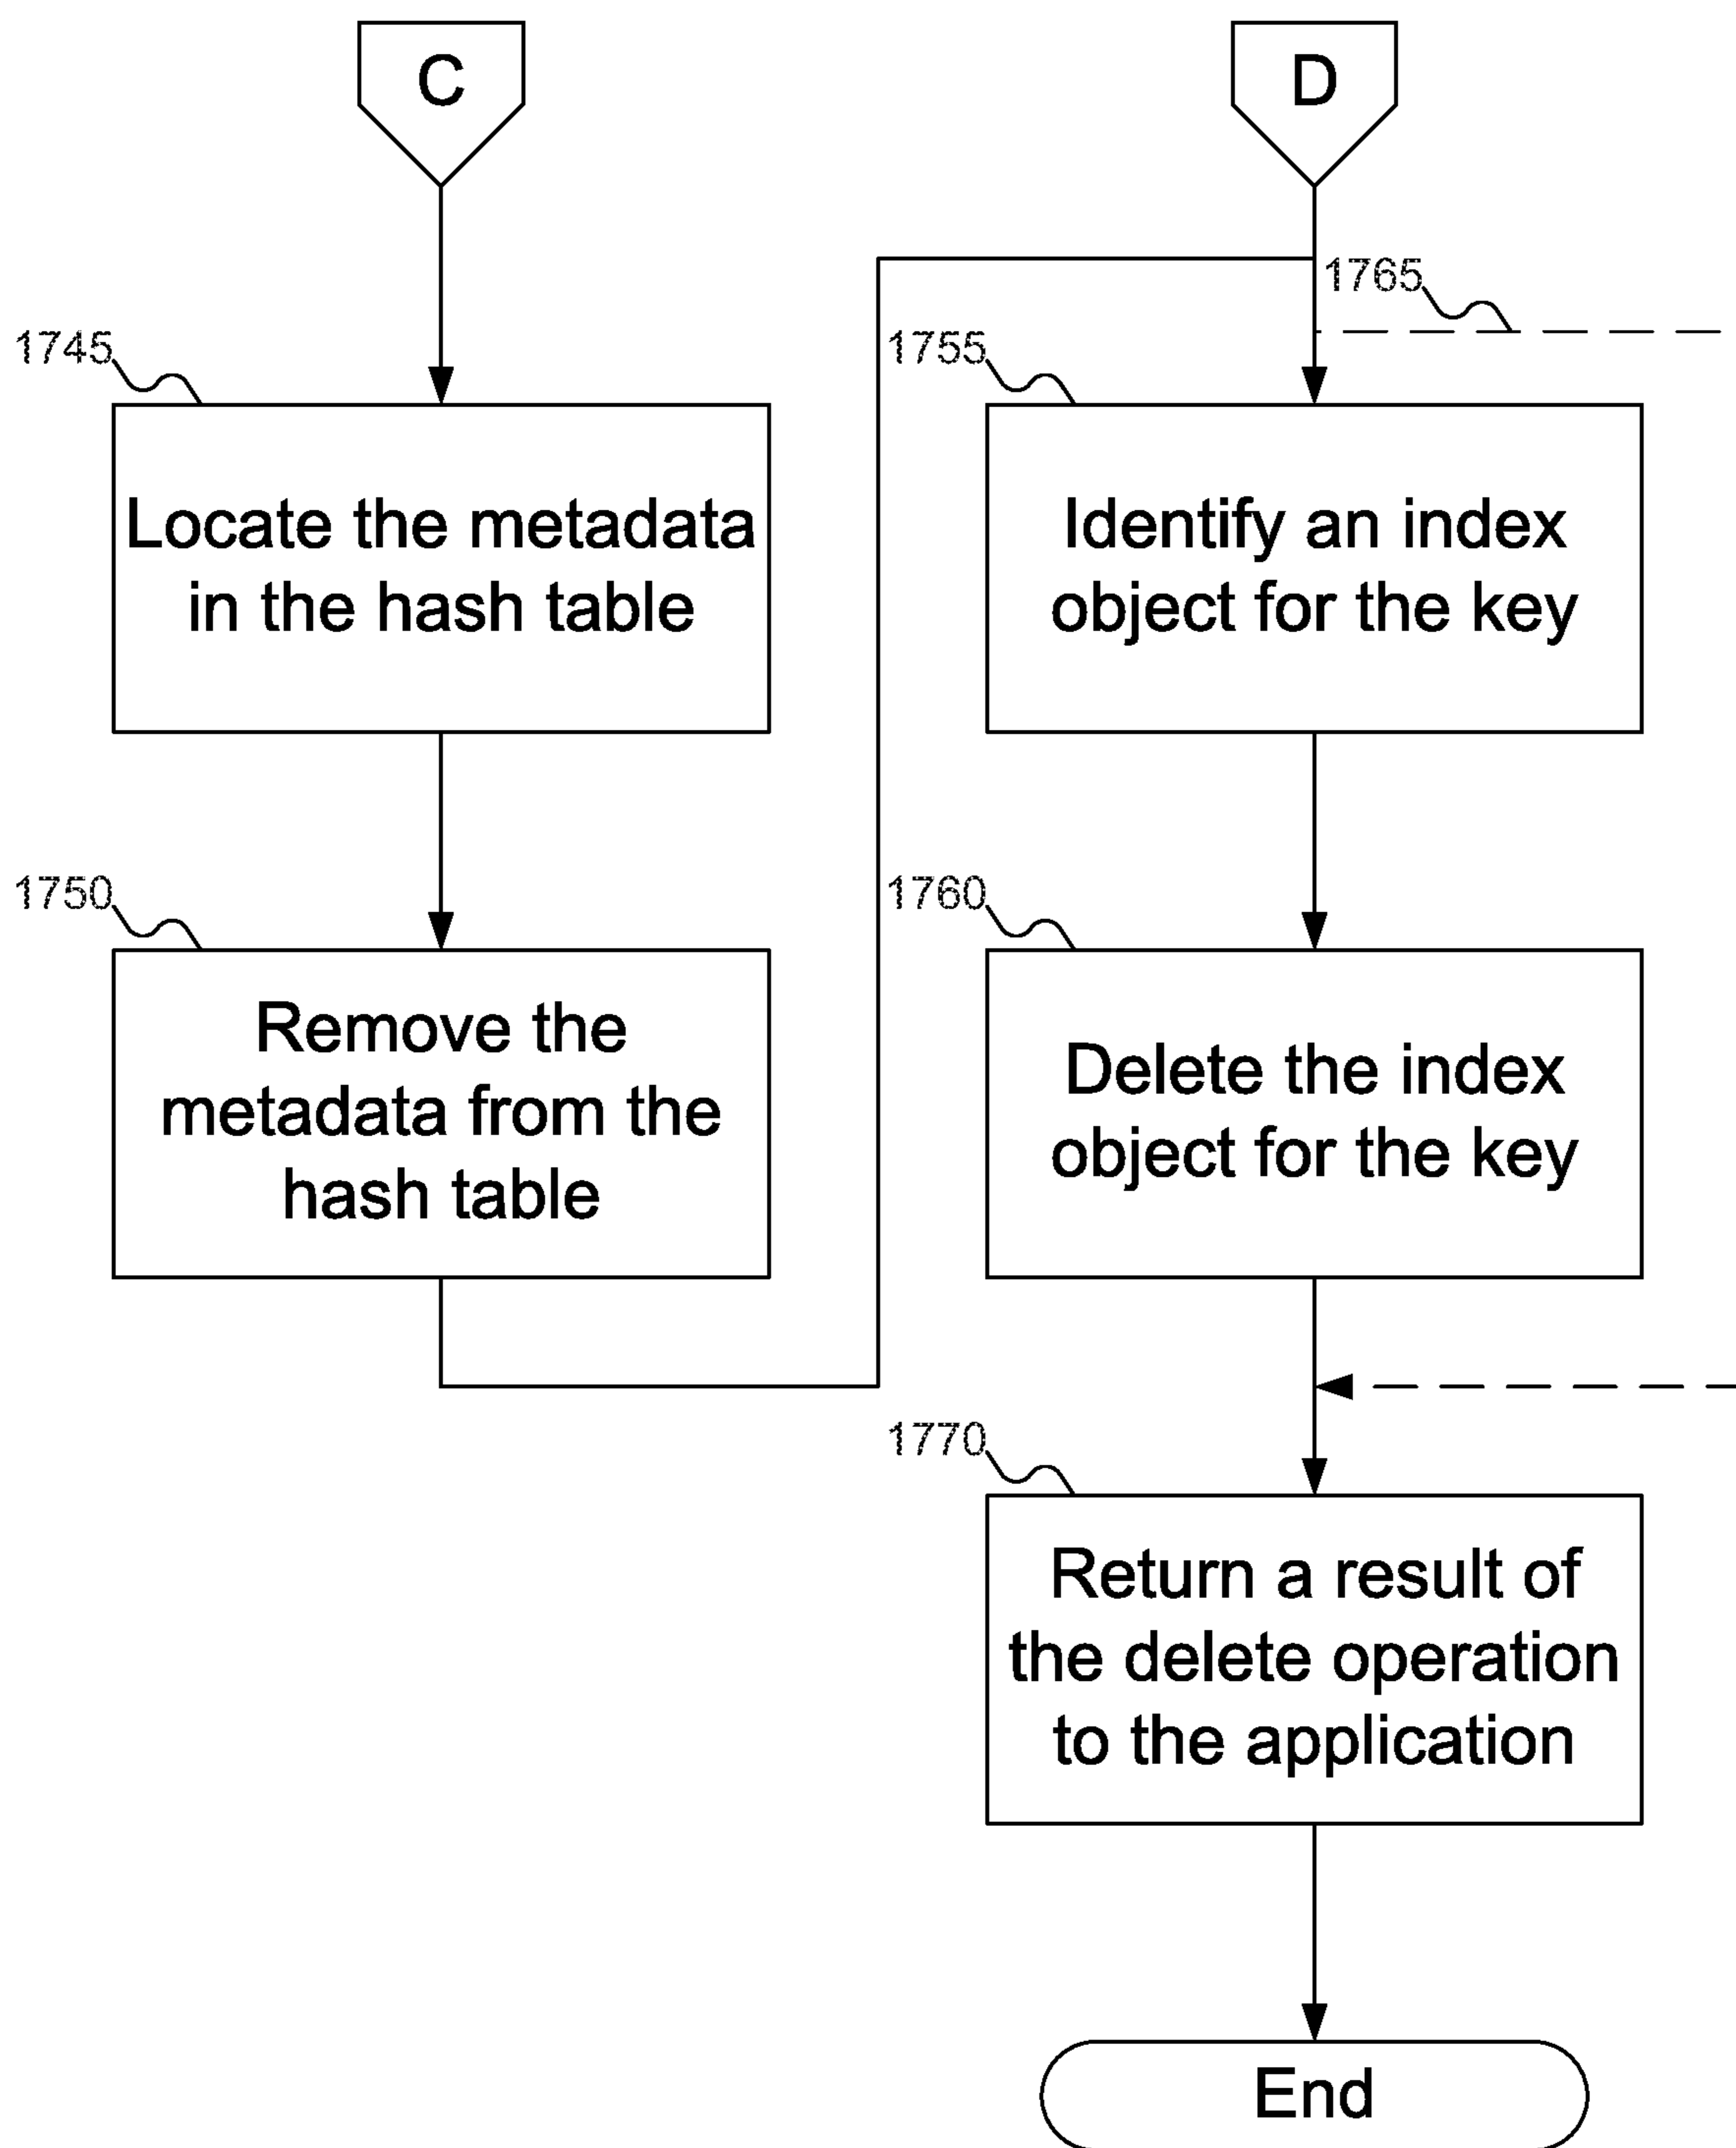 C
D
1765
1745
Locate the metadata
in the hash table
1755
Identify an index
object for the key
1750
Remove the
metadata from the
hash table
1760
Delete the index
object for the key
1770
Return a result of
the delete operation
to the application
End